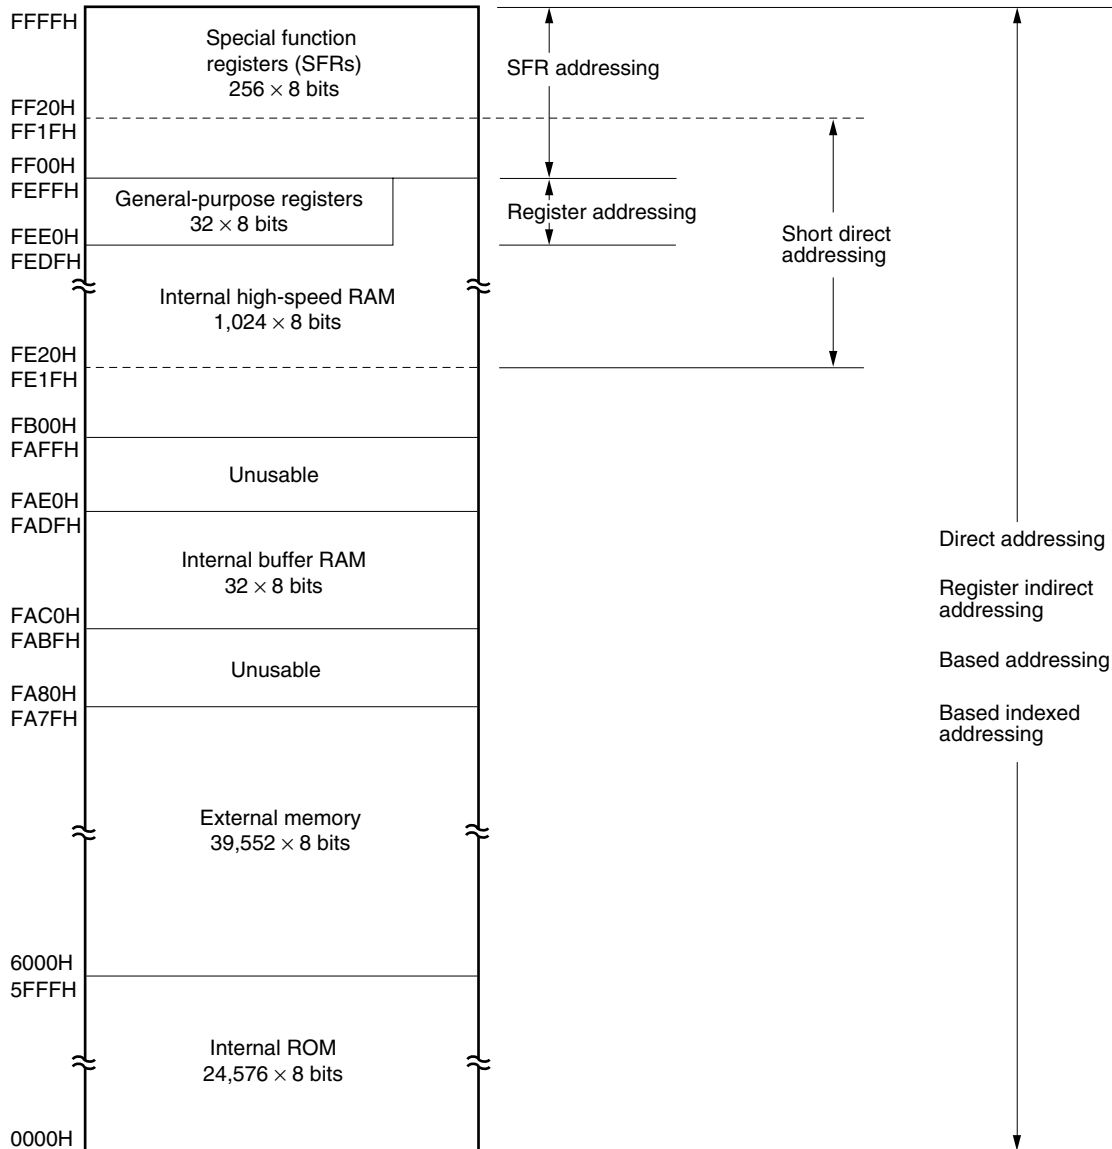 FFFFH
Special function
registers (SFRs)
256 × 8 bits
SFR addressing
FF20H
FF1FH
FF00H
FEFFH
General-purpose registers
32 × 8 bits
Register addressing
Short direct
addressing
FEE0H
FEDFH
Internal high-speed RAM
1,024 × 8 bits
FE20H
FE1FH
FB00H
FAFFH
Unusable
FAE0H
FADFH
Internal buffer RAM
32 × 8 bits
FAC0H
FABFH
Unusable
FA80H
FA7FH
Direct addressing
Register indirect
addressing
Based addressing
Based indexed
addressing
External memory
39,552 × 8 bits
6000H
5FFFH
Internal ROM
24,576 × 8 bits
0000H